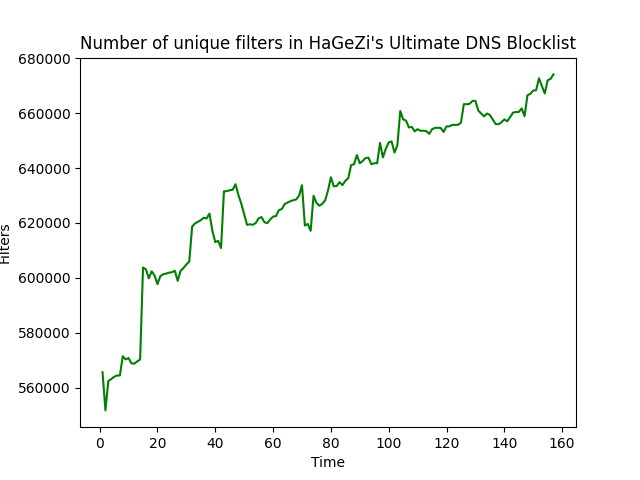 Number of unique filters in HaGeZi's Ultimate DNS Blocklist
680000
660000
640000
620000
600000
580000
560000
Filters
0 20 40 60 80 100 120 140 160
Time